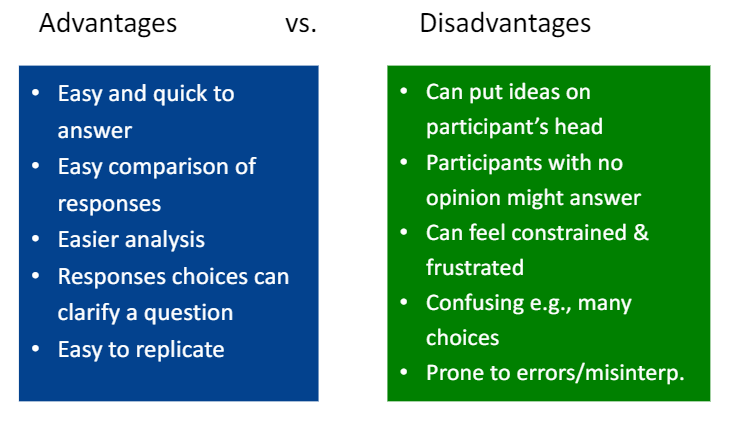 Advantages vs. Disadvantages
• Easy and quick to
answer
• Easy comparison of
responses
• Easier analysis
• Responses choices can
clarify a question
• Easy to replicate
• Can put ideas on
participant’s head
• Participants with no
opinion might answer
• Can feel constrained &
frustrated
• Confusing e.g., many
choices
• Prone to errors/misinterp.